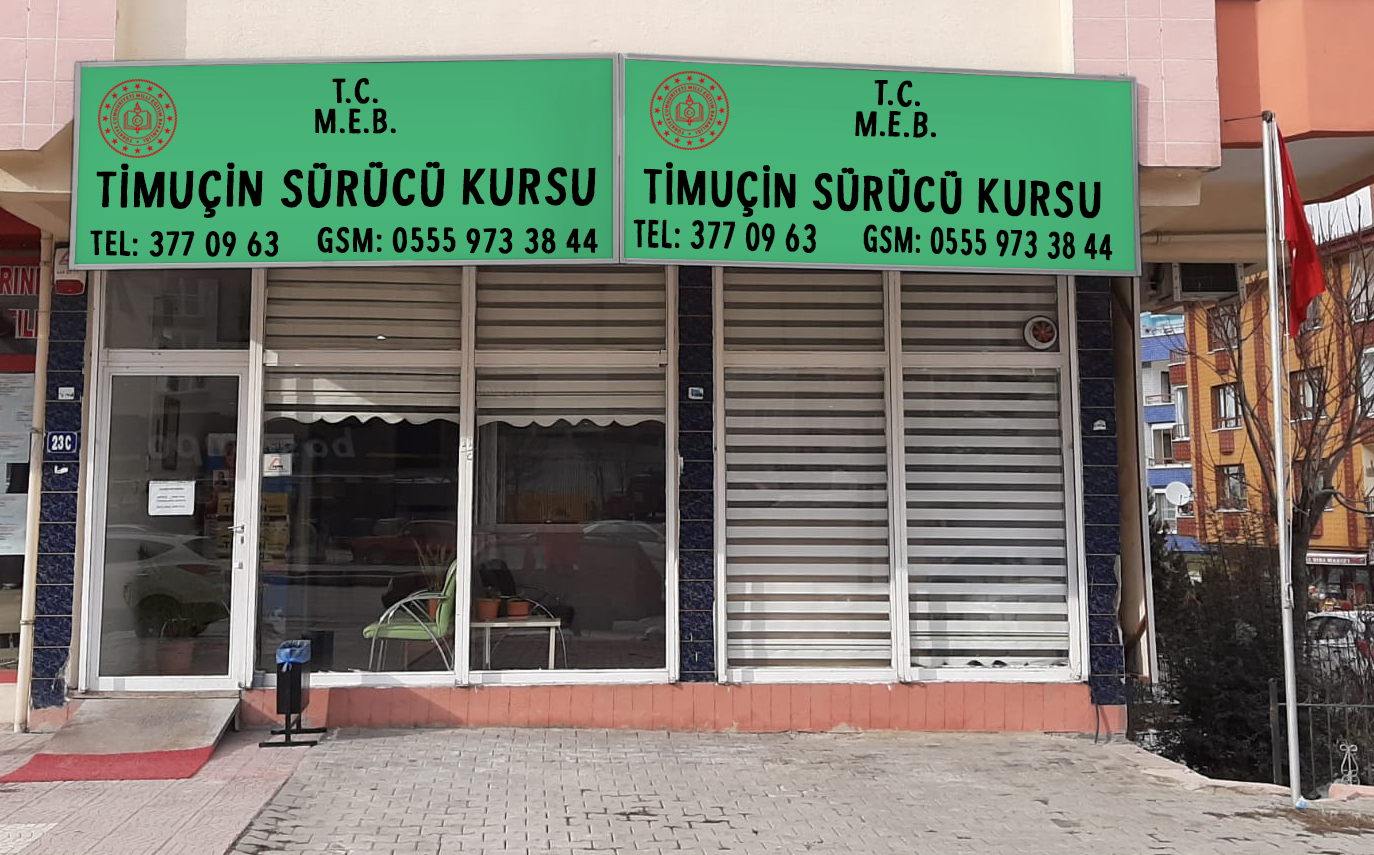 T.C.
M.E.B.
TİMUÇİN SÜRÜCÜ KURSU
TEL: 377 09 63 GSM: 0555 973 38 44
T.C.
M.E.B.
TİMUÇİN SÜRÜCÜ KURSU
TEL: 377 09 63 GSM: 0555 973 38 44
23 C